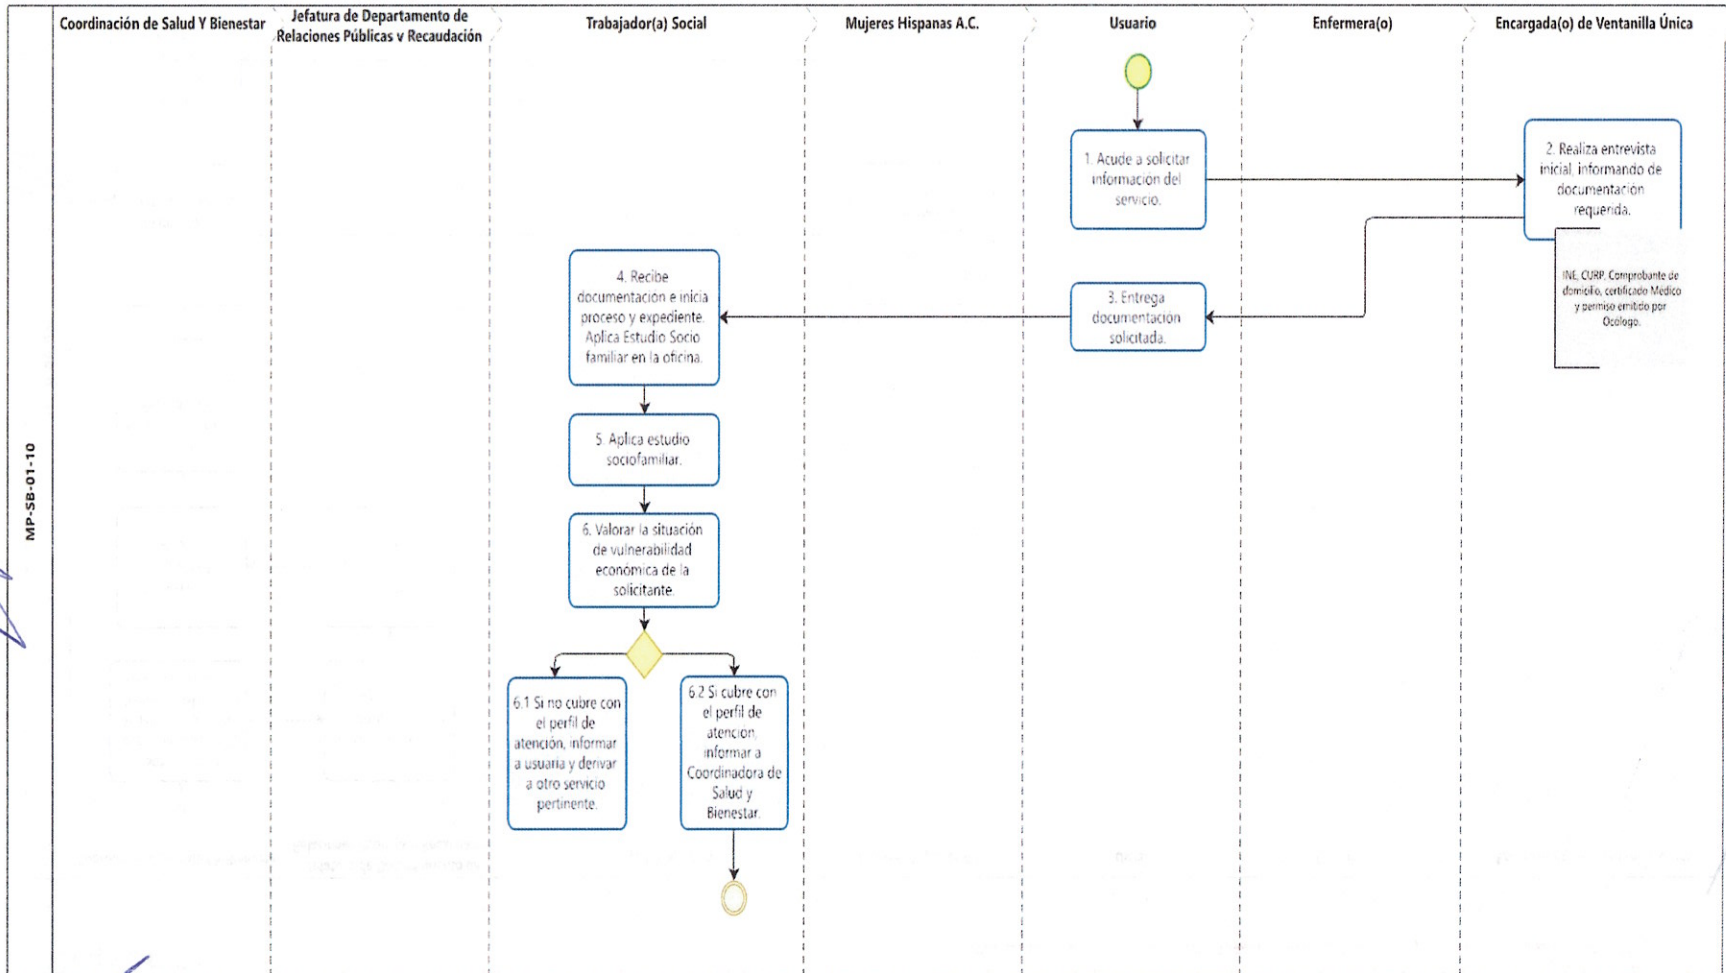 Coordinación de Salud Y Bienestar
Jefatura de Departamento de
Relaciones Públicas y Recaudación
Trabajador(a) Social
Mujeres Hispanas A.C.
Usuario
Enfermera(o)
Encargada(o) de Ventanilla Única
MP-SB-01-10
1. Acude a solicitar
información del
servicio.
2. Realiza entrevista
inicial, informando de
documentación
requerida.
INE, CURP, Comprobante de
domicilio, certificado Médico
y permiso emitido por
Ocólogo.
3. Entrega
documentación
solicitada.
4. Recibe
documentación e inicia
proceso y expediente.
Aplica Estudio Socio
familiar en la oficina.
5. Aplica estudio
sociofamiliar.
6. Valorar la situación
de vulnerabilidad
económica de la
solicitante.
6.1 Si no cubre con
el perfil de
atención, informar
a usuaria y derivar
a otro servicio
pertinente.
6.2 Si cubre con
el perfil de
atención,
informar a
Coordinadora de
Salud y
Bienestar.